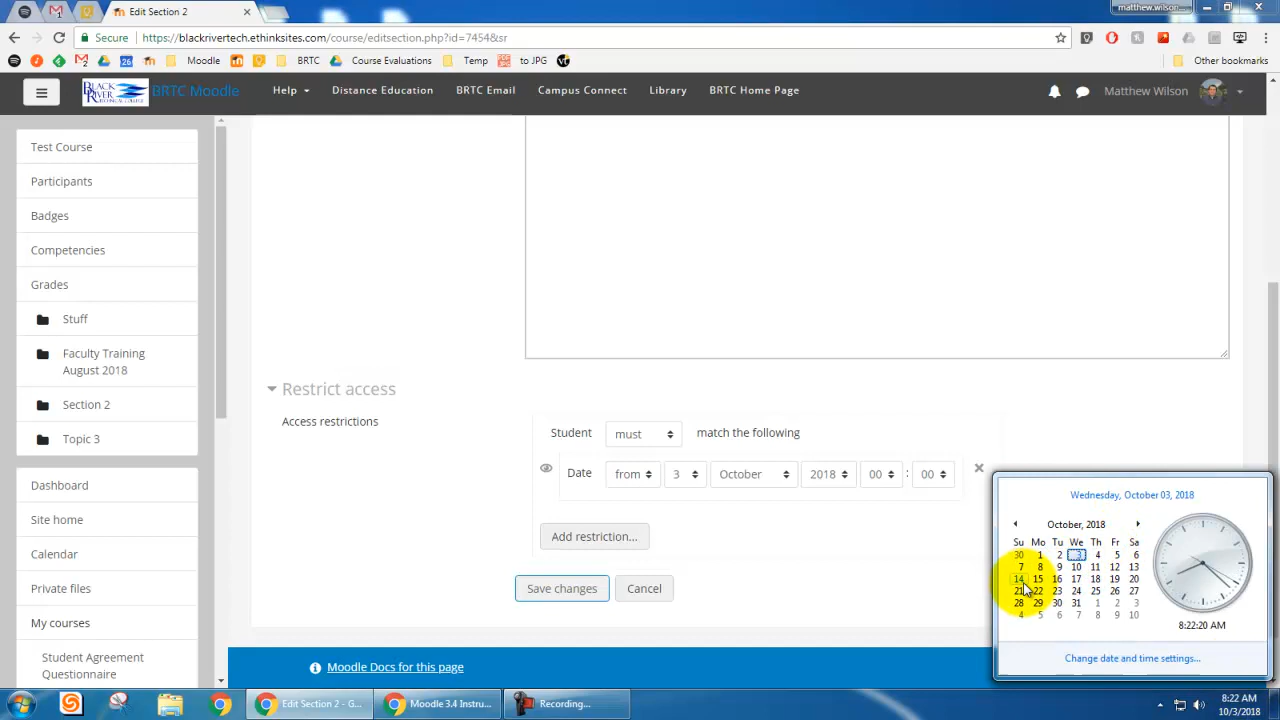 Edit Section 2
matthew.wilson...
Secure
https://blackrivertech.ethinksites.com/course/editsection.php?id=7454&sr
26
Moodle
BRTC
Course Evaluations
Temp
to JPG
Other bookmarks
BLACK
RIVER
BRTC Moodle
Help
Distance Education
BRTC Email
Campus Connect
Library
BRTC Home Page
Matthew Wilson
Test Course
Participants
Badges
Competencies
Grades
Stuff
Faculty Training
August 2018
Section 2
Topic 3
Dashboard
Site home
Calendar
Private files
My courses
Student Agreement
Questionnaire
Restrict access
Access restrictions
Student must match the following
Date from 3 October 2018 00 : 00
Add restriction...
Save changes
Cancel
Moodle Docs for this page
Wednesday, October 03, 2018
October, 2018
Su Mo Tu We Th Fr Sa
30 1 2 3 4 5 6
7 8 9 10 11 12 13
14 15 16 17 18 19 20
21 22 23 24 25 26 27
28 29 30 31 1 2 3
4 5 6 7 8 9 10
8:22:20 AM
Change date and time settings...
Edit Section 2 - G...
Moodle 3.4 Instru...
Recording...
8:22 AM
10/3/2018